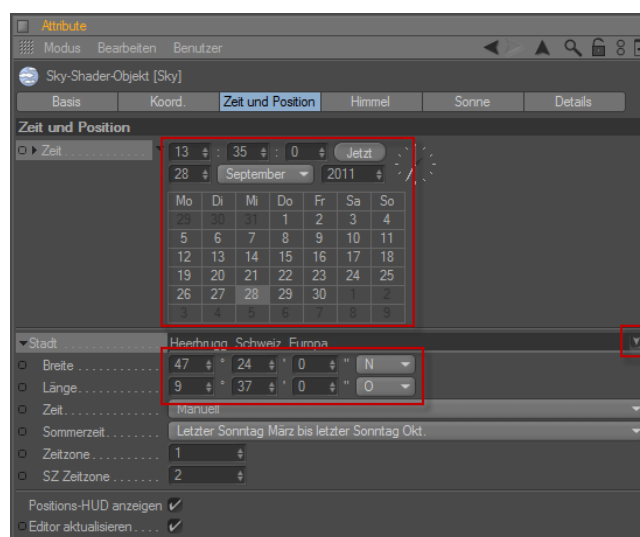 Attribute
Modus Bearbeiten Benutzer
Sky-Shader-Objekt [Sky]
Basis Koord. Zeit und Position Himmel Sonne Details
Zeit und Position
Zeit 13 : 35 : 0 Jetzt
28 September 2011
Mo Di Mi Do Fr Sa So
29 30 31 1 2 3 4
5 6 7 8 9 10 11
12 13 14 15 16 17 18
19 20 21 22 23 24 25
26 27 28 29 30 1 2
3 4 5 6 7 8 9
Stadt Heerbrugg, Schweiz, Europa
Breite 47 ° 24 ' 0 " N
Länge 9 ° 37 ' 0 " O
Zeit Manuell
Sommerzeit Letzter Sonntag März bis letzter Sonntag Okt.
Zeitzone 1
SZ Zeitzone 2
Positions-HUD anzeigen
Editor aktualisieren